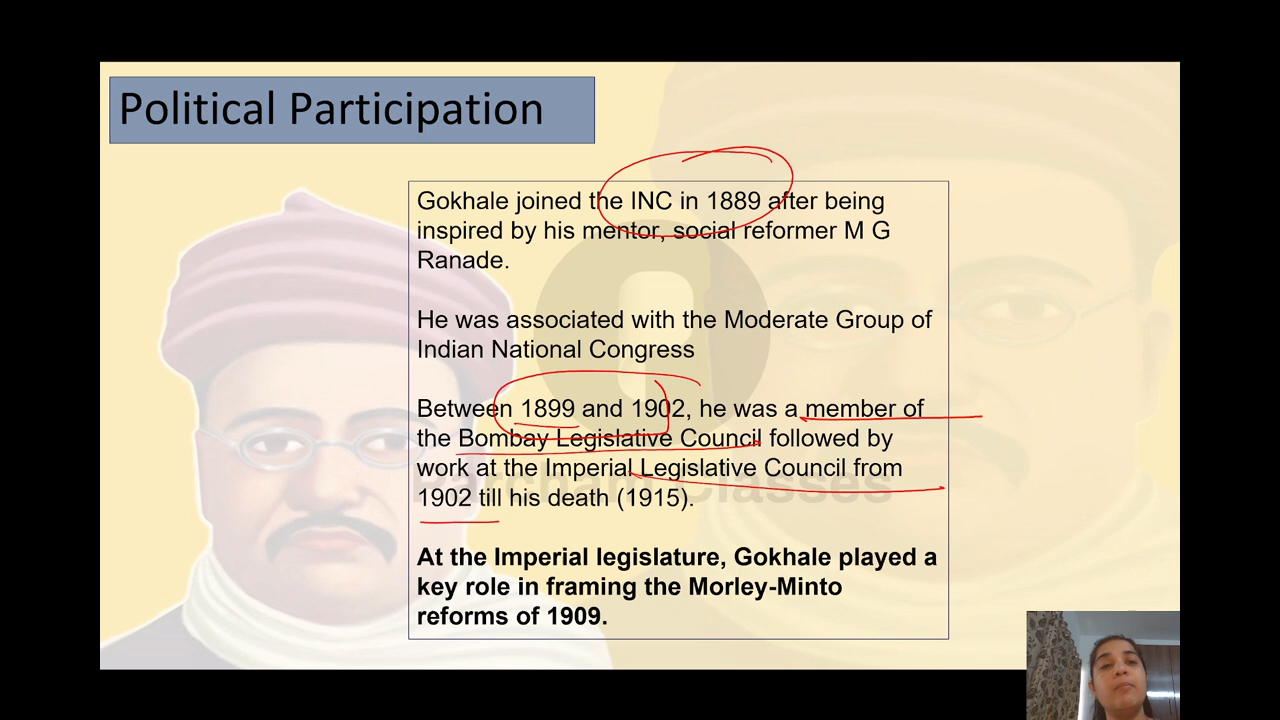 Political Participation
Gokhale joined the INC in 1889 after being
inspired by his mentor, social reformer M G
Ranade.
He was associated with the Moderate Group of
Indian National Congress
Between 1899 and 1902, he was a member of
the Bombay Legislative Council followed by
work at the Imperial Legislative Council from
1902 till his death (1915).
At the Imperial legislature, Gokhale played a
key role in framing the Morley-Minto
reforms of 1909.